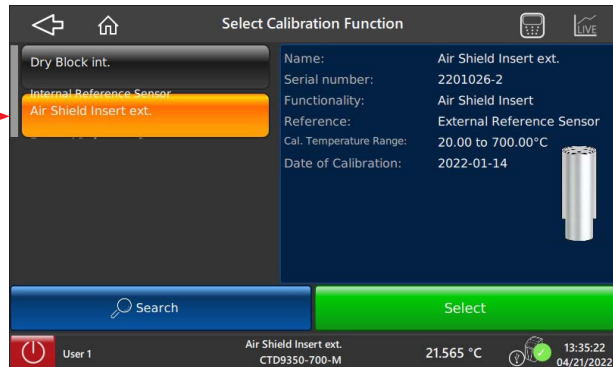 Select Calibration Function
LIVE
Dry Block int.
Internal Reference Sensor
Air Shield Insert ext.
Name: Air Shield Insert ext.
Serial number: 2201026-2
Functionality: Air Shield Insert
Reference: External Reference Sensor
Cal. Temperature Range: 20.00 to 700.00°C
Date of Calibration: 2022-01-14
Search
Select
User 1
Air Shield Insert ext.
CTD9350-700-M
21.565 °C
13:35:22
04/21/2022